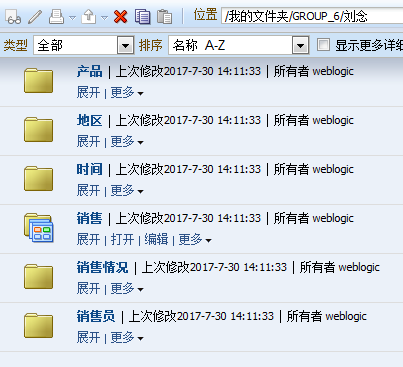 位置 /我的文件夹/GROUP_6/刘念
类型 全部 排序 名称 A-Z 显示更多详细
产品 | 上次修改2017-7-30 14:11:33 | 所有者 weblogic
展开 | 更多
地区 | 上次修改2017-7-30 14:11:33 | 所有者 weblogic
展开 | 更多
时间 | 上次修改2017-7-30 14:11:33 | 所有者 weblogic
展开 | 更多
销售 | 上次修改2017-7-30 14:11:33 | 所有者 weblogic
展开 | 打开 | 编辑 | 更多
销售情况 | 上次修改2017-7-30 14:11:33 | 所有者 weblogic
展开 | 更多
销售员 | 上次修改2017-7-30 14:11:33 | 所有者 weblogic
展开 | 更多